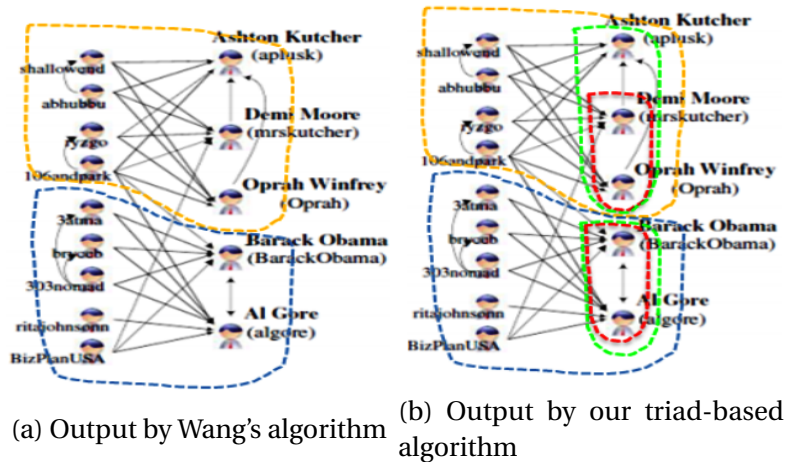 Ashton Kutcher
(aplusk)
shallowend
abhubbu
Demi Moore
(mrskutcher)
ryzgo
106andpark
Oprah Winfrey
(Oprah)
Barack Obama
(BarackObama)
303nomad
Al Gore
(algore)
ritajohnsonn
BizPlanUSA
(a) Output by Wang's algorithm
Ashton Kutcher
(aplusk)
shallowend
abhubbu
Demi Moore
(mrskutcher)
ryzgo
106andpark
Oprah Winfrey
(Oprah)
Barack Obama
(BarackObama)
303nomad
Al Gore
(algore)
ritajohnsonn
BizPlanUSA
(b) Output by our triad-based
algorithm